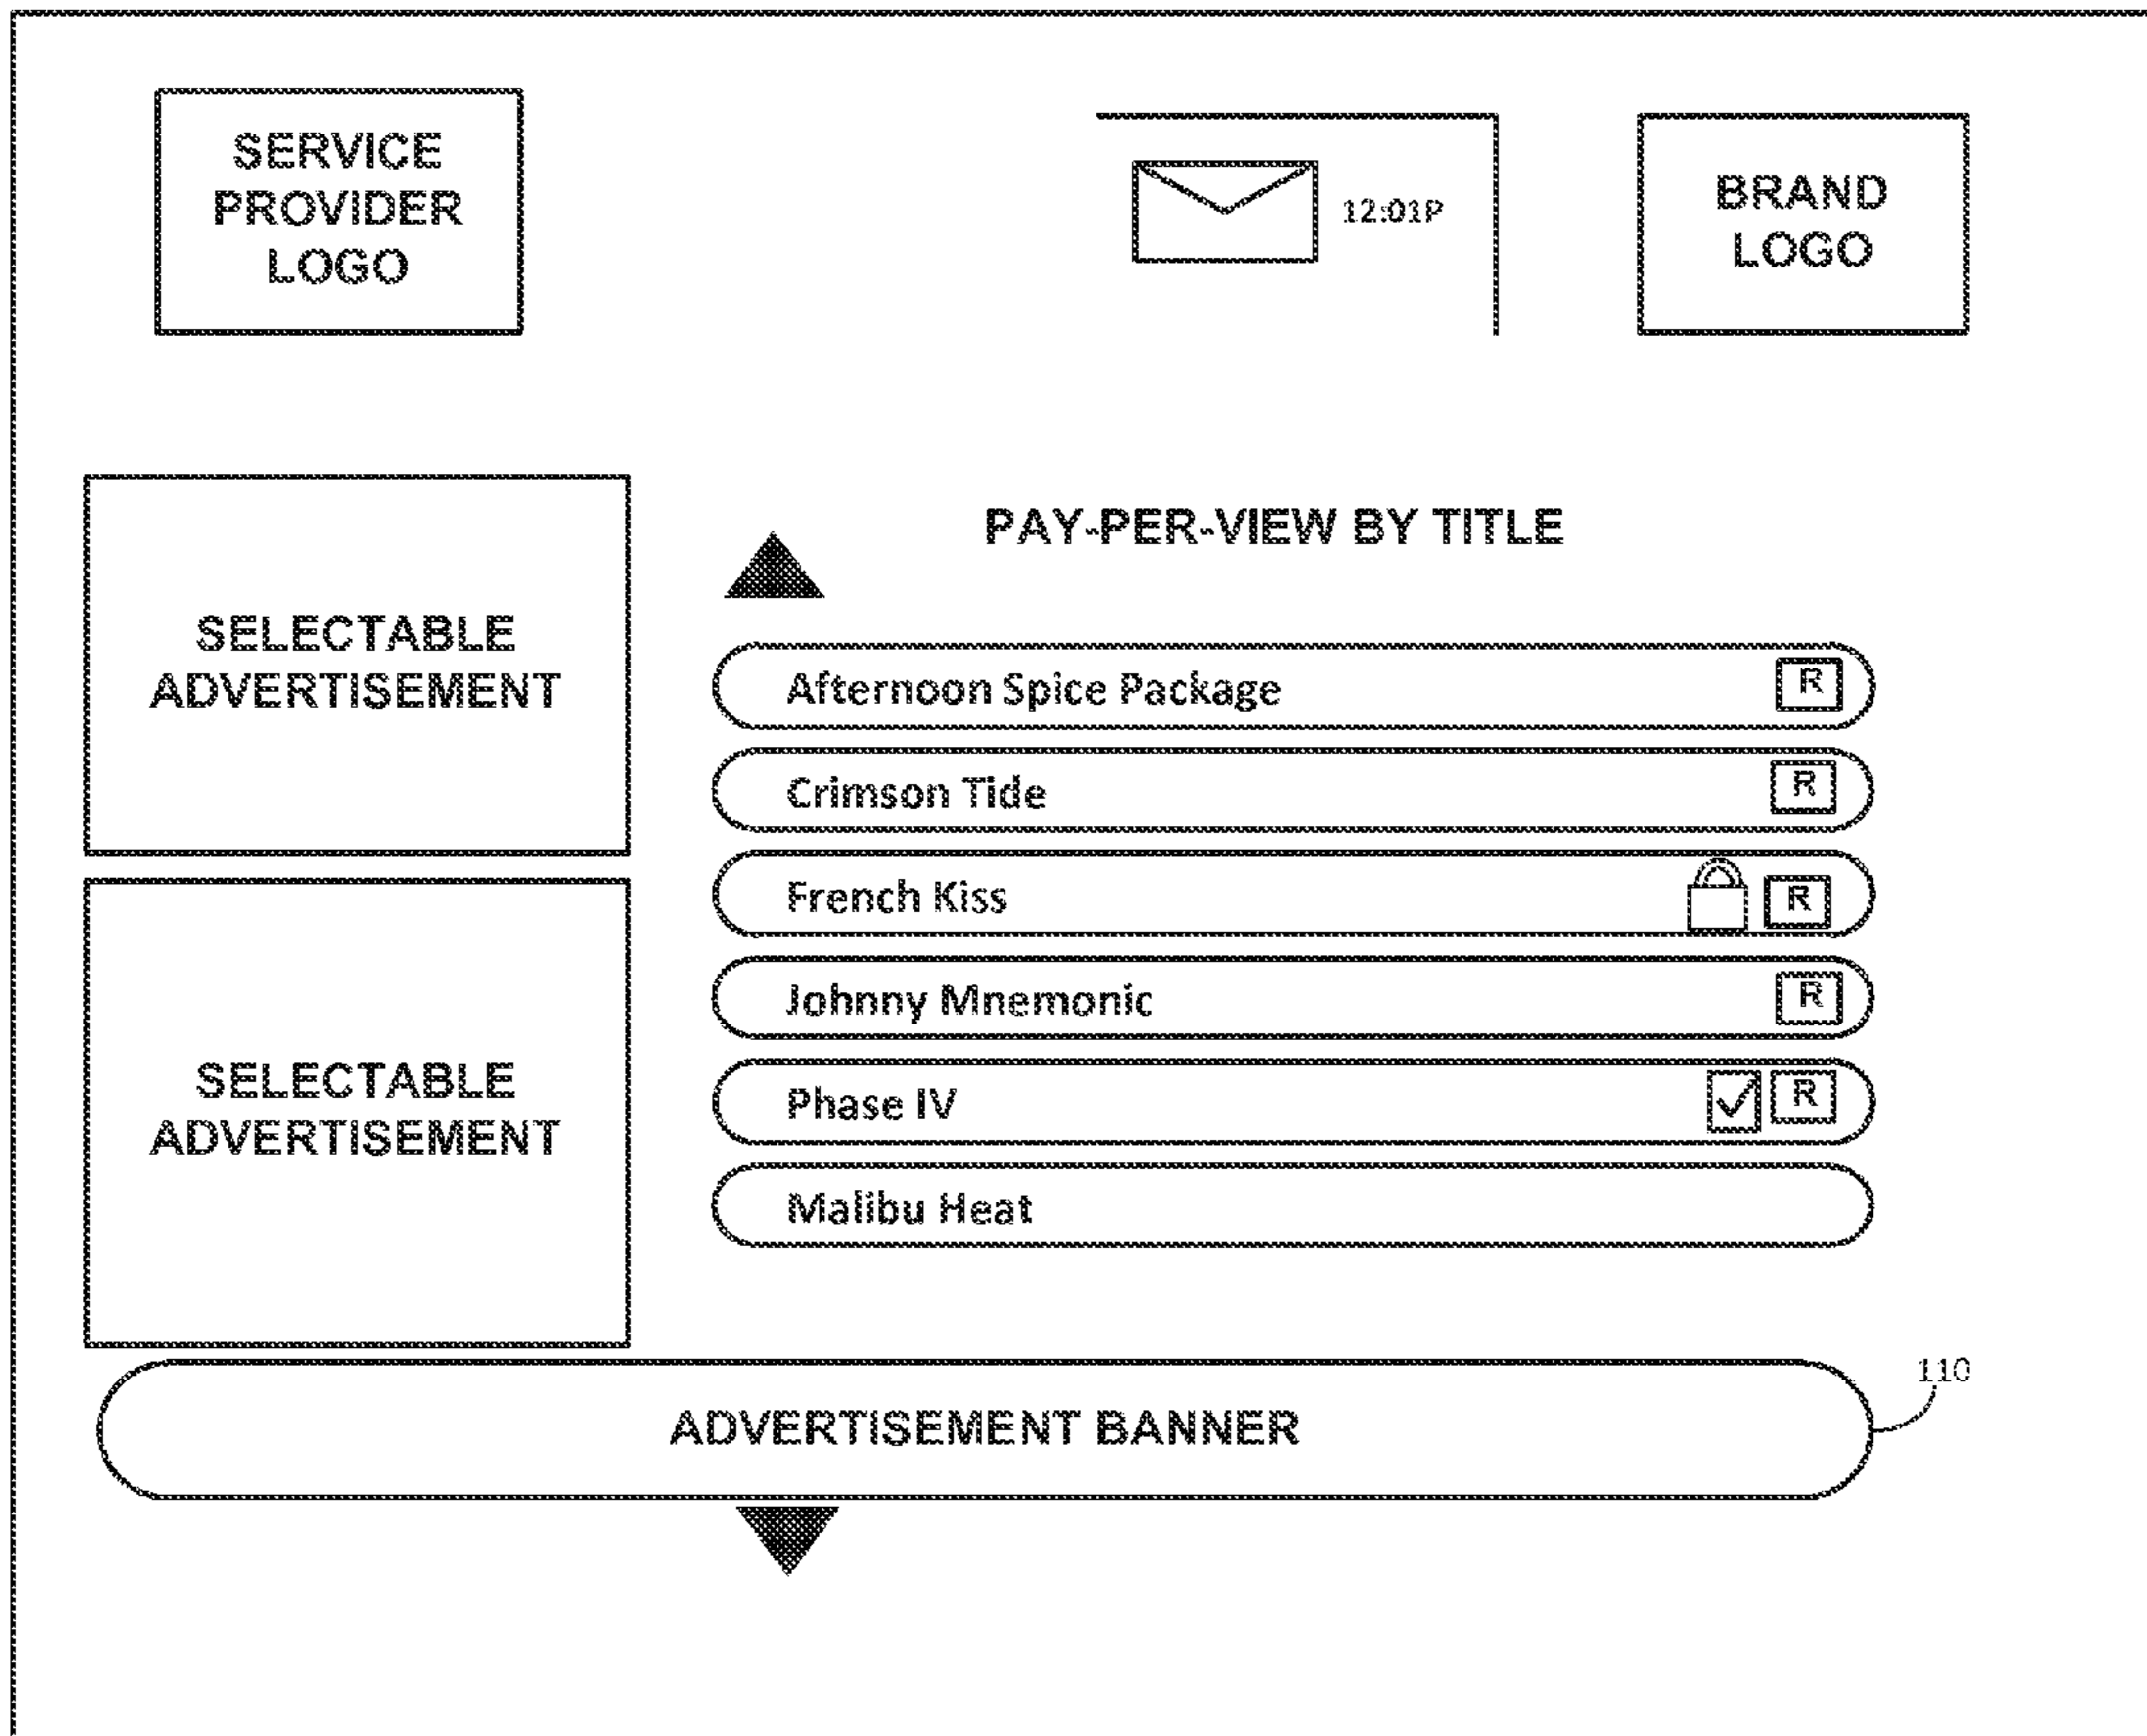 SERVICE
PROVIDER
LOGO
12:01P
BRAND
LOGO
SELECTABLE
ADVERTISEMENT
SELECTABLE
ADVERTISEMENT
PAY-PER-VIEW BY TITLE
Afternoon Spice Package R
Crimson Tide R
French Kiss R
Johnny Mnemonic R
Phase IV R
Malibu Heat
ADVERTISEMENT BANNER
110